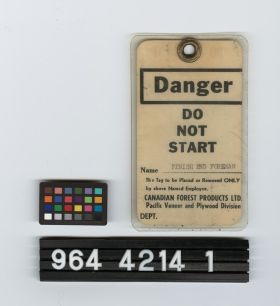 Danger
DO
NOT
START
Name FINISH END FOREMAN
This Tag to be Placed or Removed ONLY
by above Named Employee.
CANADIAN FOREST PRODUCTS LTD.
Pacific Veneer and Plywood Division
DEPT.
964 4214 1